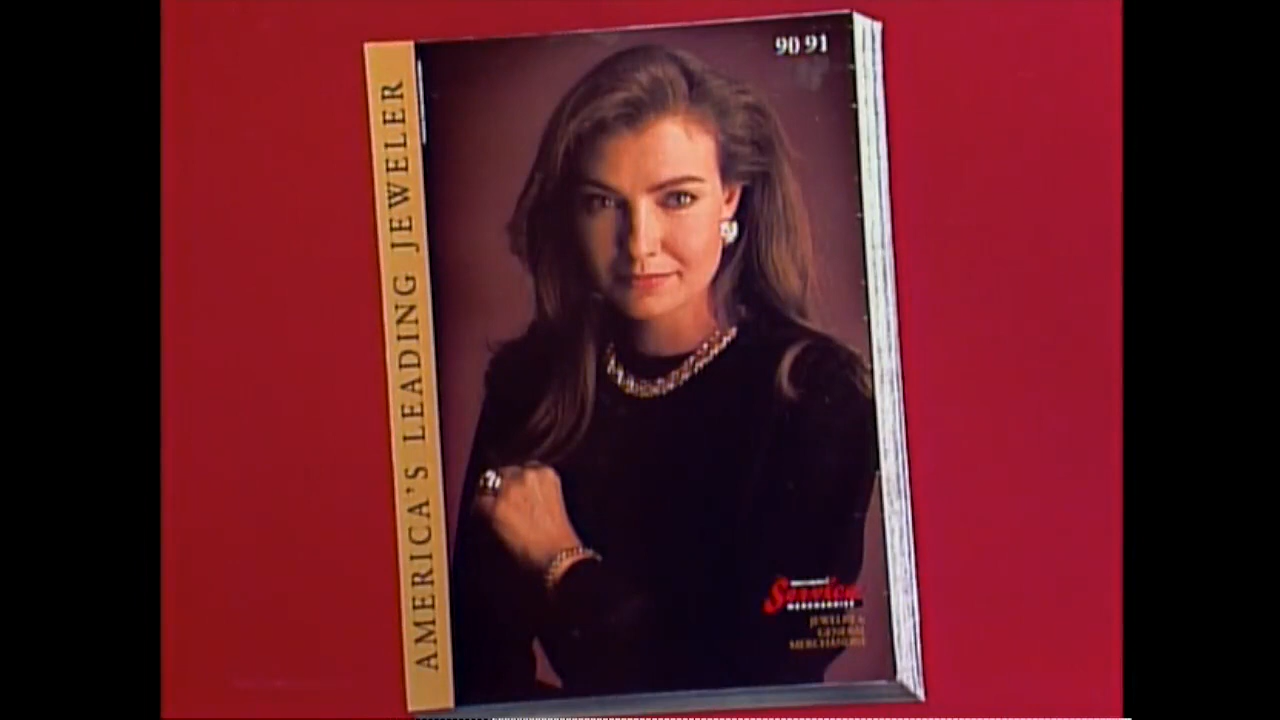 90 91
AMERICA'S LEADING JEWELER
Service
MERCHANDISE
JEWELRY &
GENERAL
MERCHANDISE